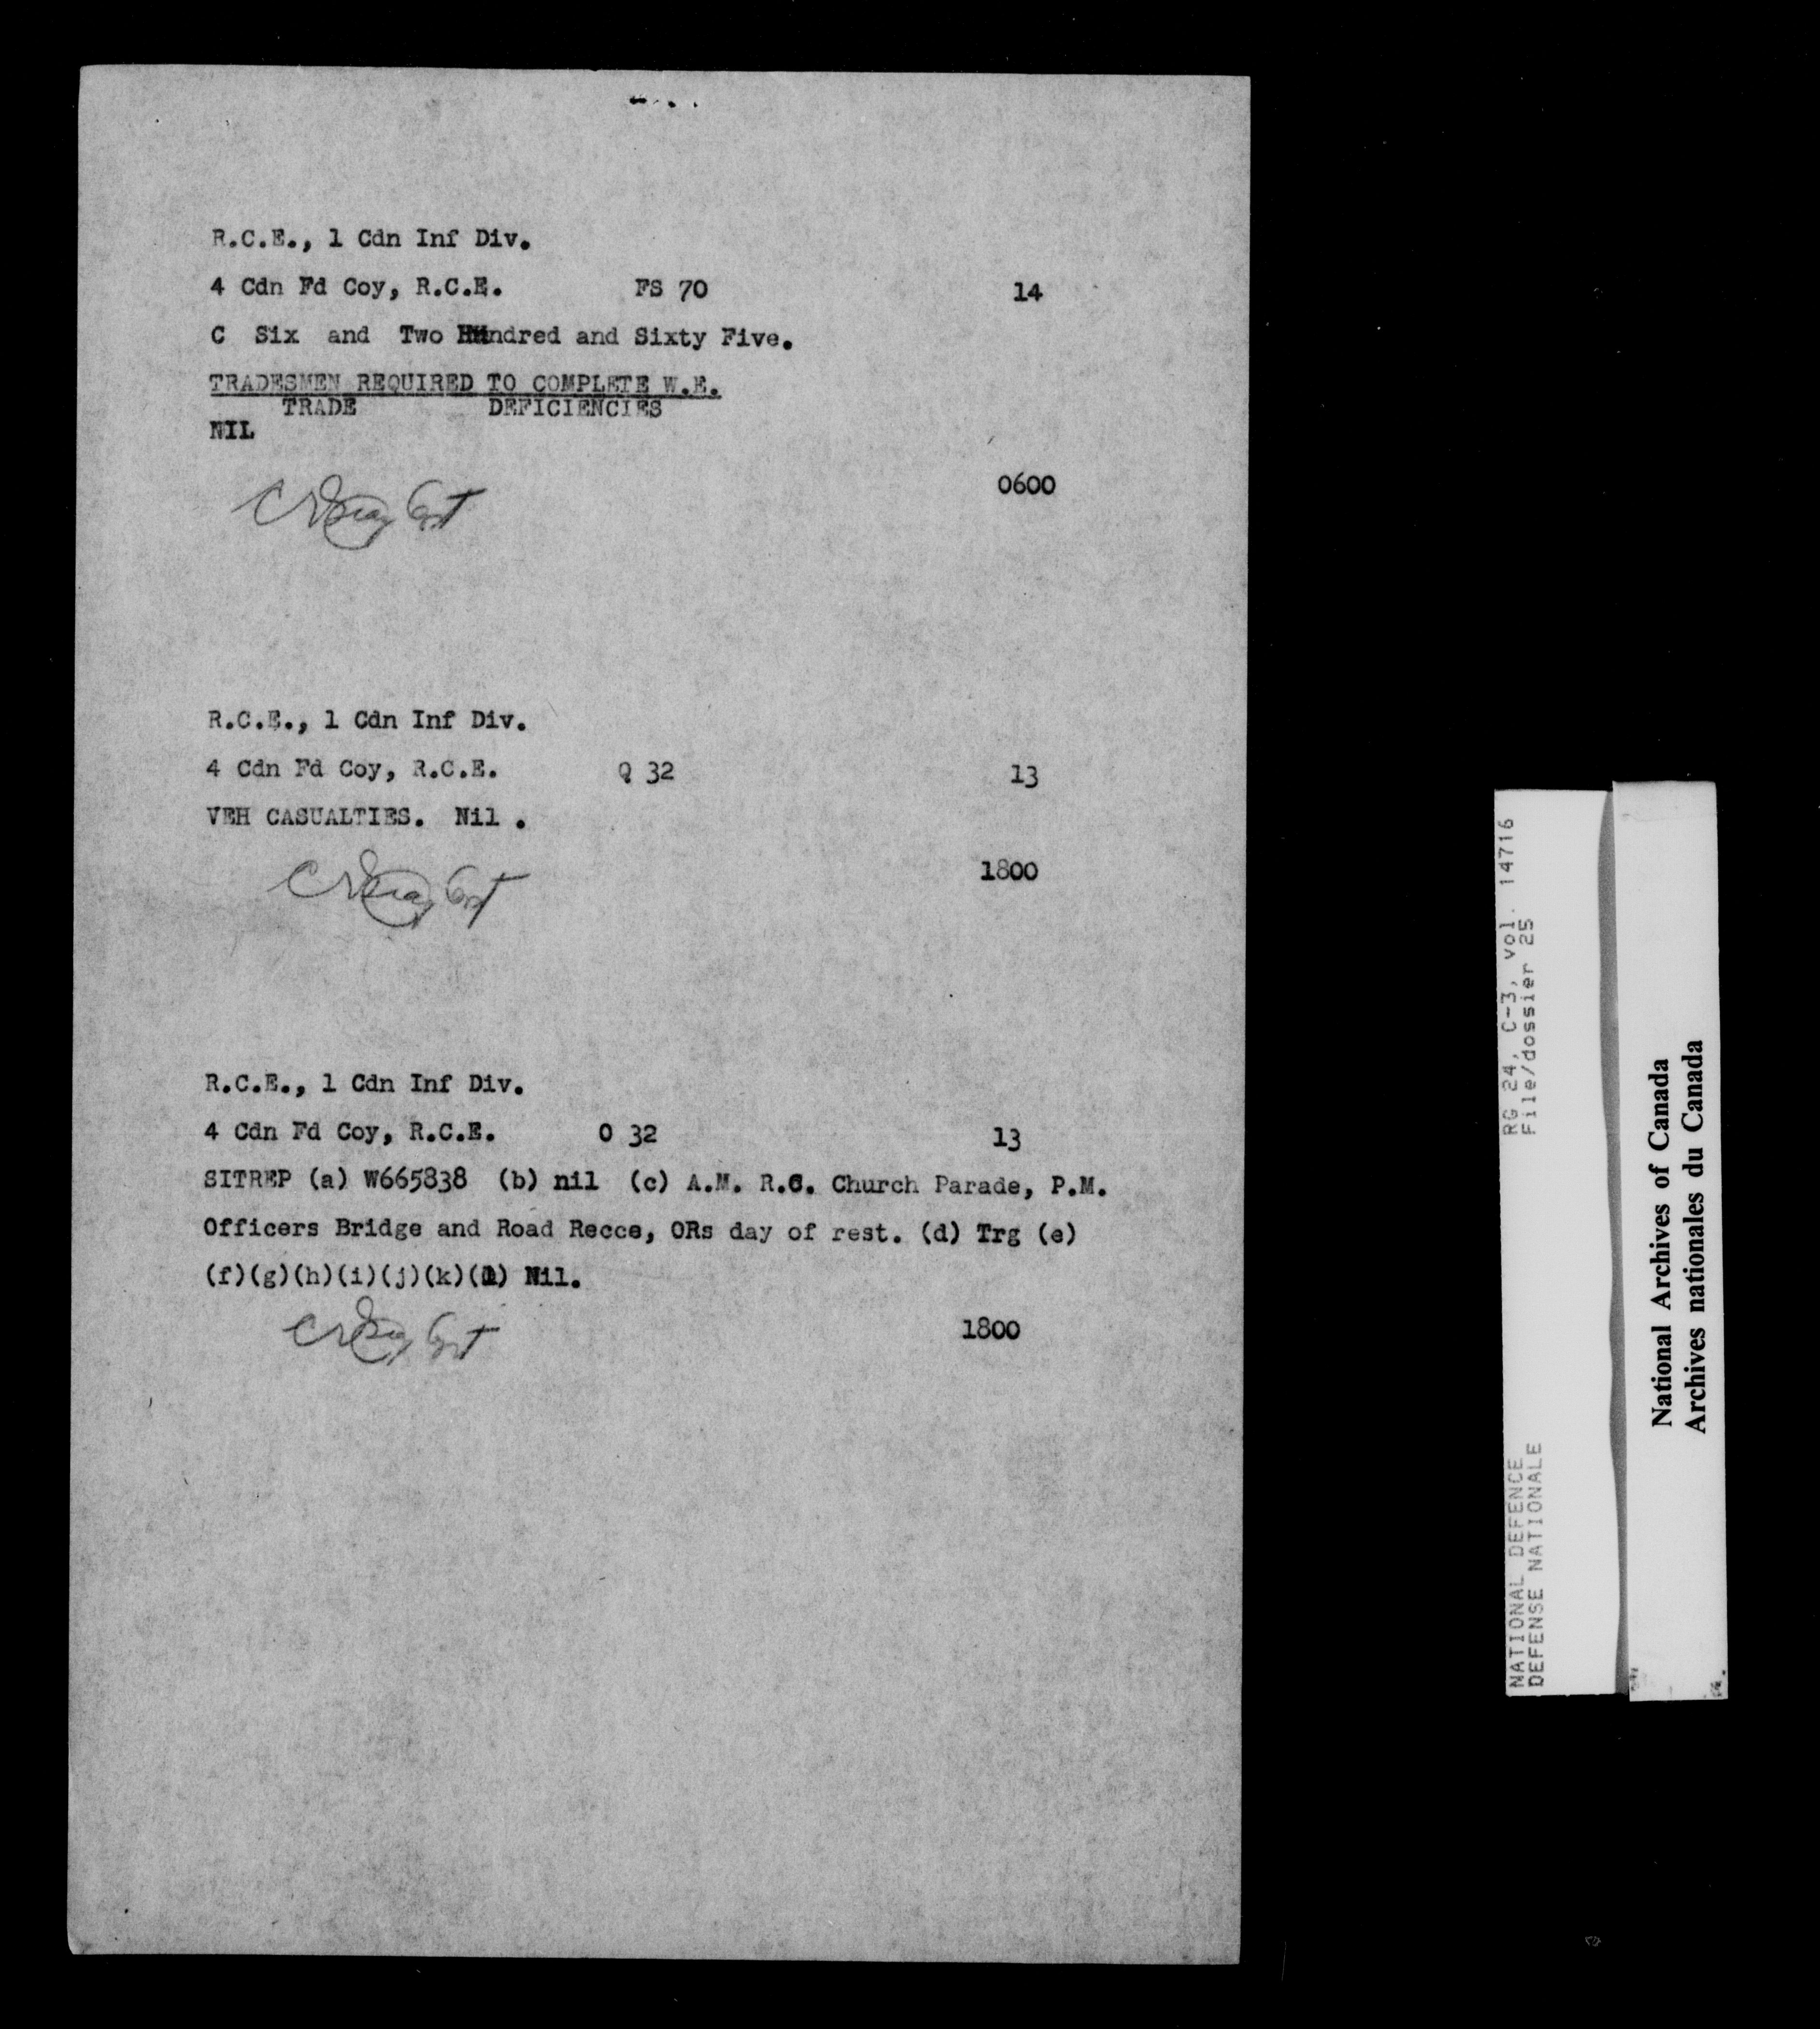 R.C.E., 1 Cdn Inf Div.
4 Cdn Fd Coy, R.C.E. FS 70 14
C Six and Two Hundred and Sixty Five.
TRADESMEN REQUIRED TO COMPLETE W.E.
TRADE DEFICIENCIES
NIL
0600
R.C.E., 1 Cdn Inf Div.
4 Cdn Fd Coy, R.C.E. Q 32 13
VEH CASUALTIES. Nil .
1800
R.C.E., 1 Cdn Inf Div.
4 Cdn Fd Coy, R.C.E. O 32 13
SITREP (a) W665838 (b) nil (c) A.M. R.C. Church Parade, P.M.
Officers Bridge and Road Recce, ORs day of rest. (d) Trg (e)
(f)(g)(h)(i)(j)(k)(l) Nil.
1800
NATIONAL DEFENCE RG 24, C-3, vol. 14716
DEFENSE NATIONALE File/dossier 25
National Archives of Canada
Archives nationales du Canada